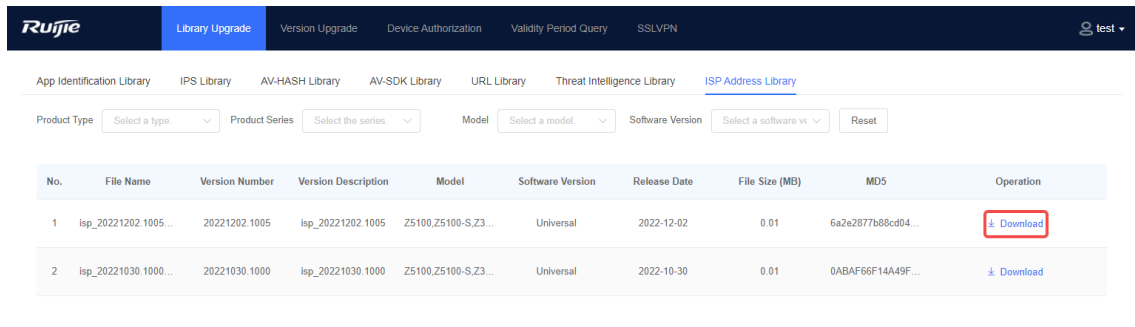 Ruijie Library Upgrade Version Upgrade Device Authorization Validity Period Query SSLVPN test
App Identification Library IPS Library AV-HASH Library AV-SDK Library URL Library Threat Intelligence Library ISP Address Library
Product Type Select a type. Product Series Select the series. Model Select a model. Software Version Select a software ve Reset
No. File Name Version Number Version Description Model Software Version Release Date File Size (MB) MD5 Operation
1 isp_20221202.1005... 20221202.1005 isp_20221202.1005 Z5100,Z5100-S,Z3... Universal 2022-12-02 0.01 6a2e2877b88cd04... Download
2 isp_20221030.1000... 20221030.1000 isp_20221030.1000 Z5100,Z5100-S,Z3... Universal 2022-10-30 0.01 0ABAF66F14A49F... Download